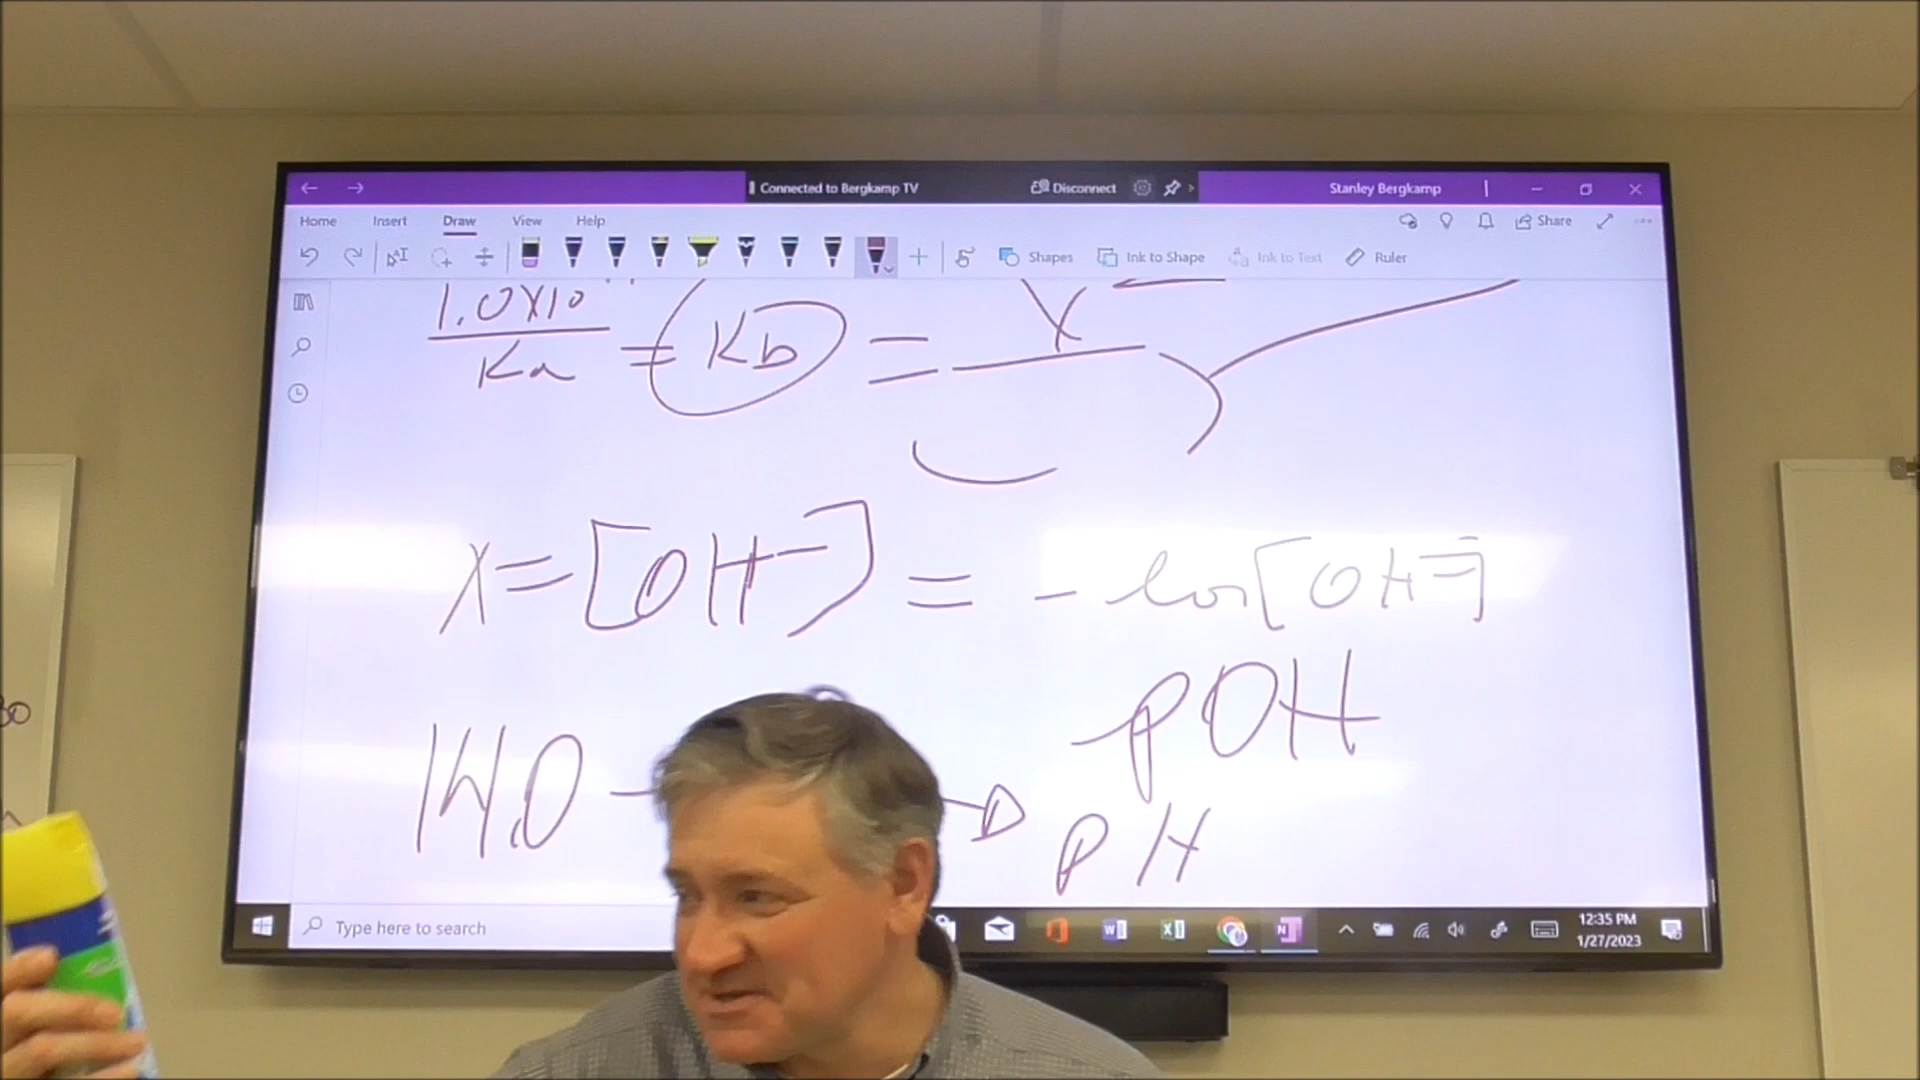 Connected to Bergkamp TV Disconnect Stanley Bergkamp
Home Insert Draw View Help Share
Shapes Ink to Shape Ink to Text Ruler
1.0X10
Ka = Kb = X
X = [OH-] = - log [OH-]
pOH
14.0 - → pH
Type here to search
12:35 PM
1/27/2023